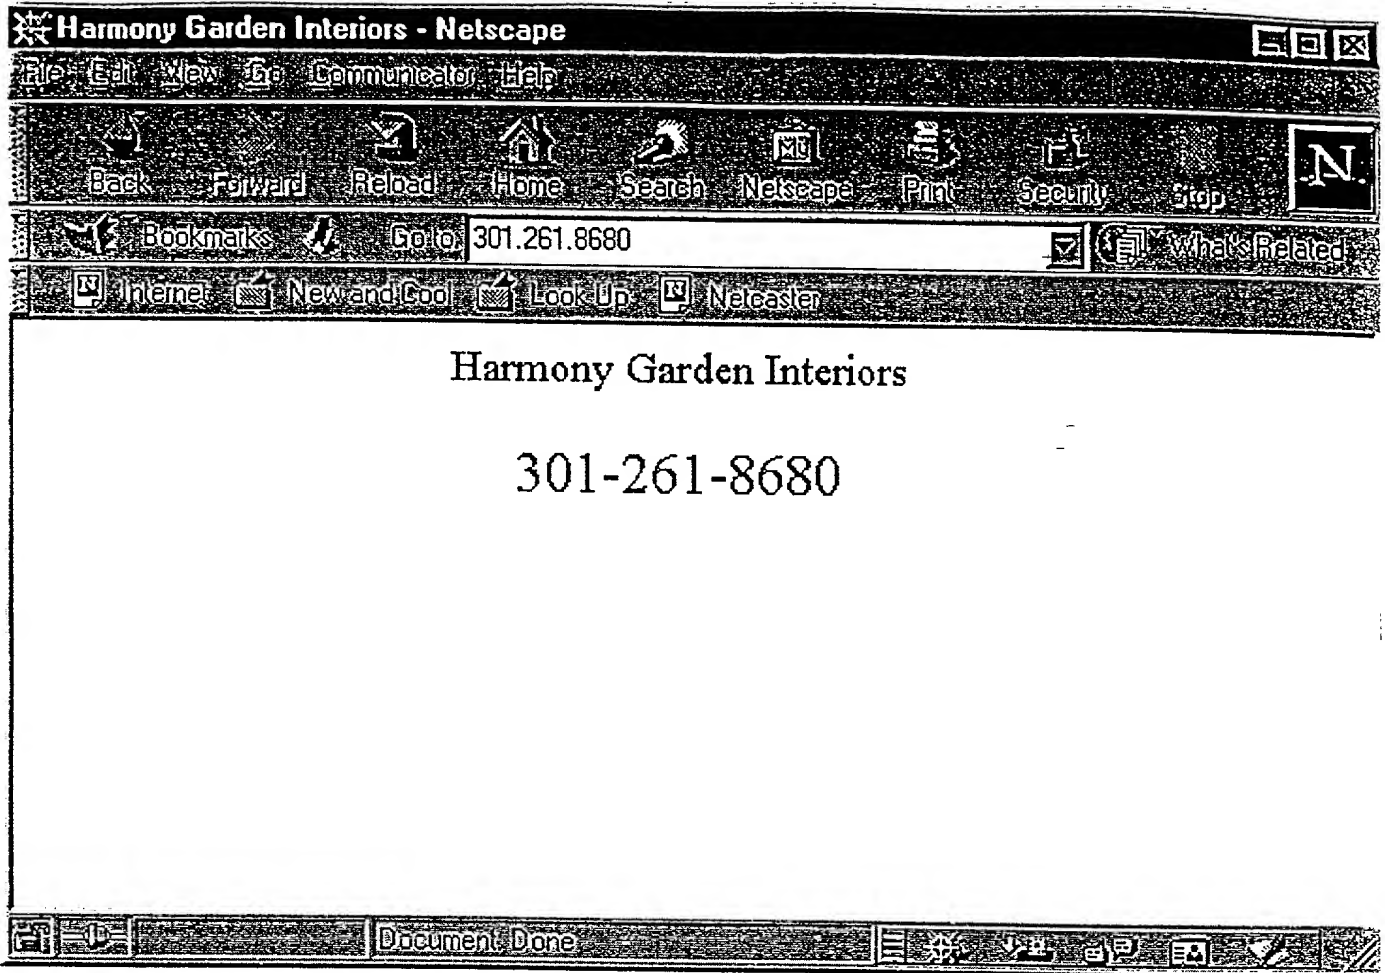 Harmony Garden Interiors - Netscape
File Edit View Go Communicator Help
Back Forward Reload Home Search Netscape Print Security Stop
N
Bookmarks Go to: 301.261.8680 What's Related
Internet New and Cool Look Up Netcaster
Harmony Garden Interiors
301-261-8680
Document: Done